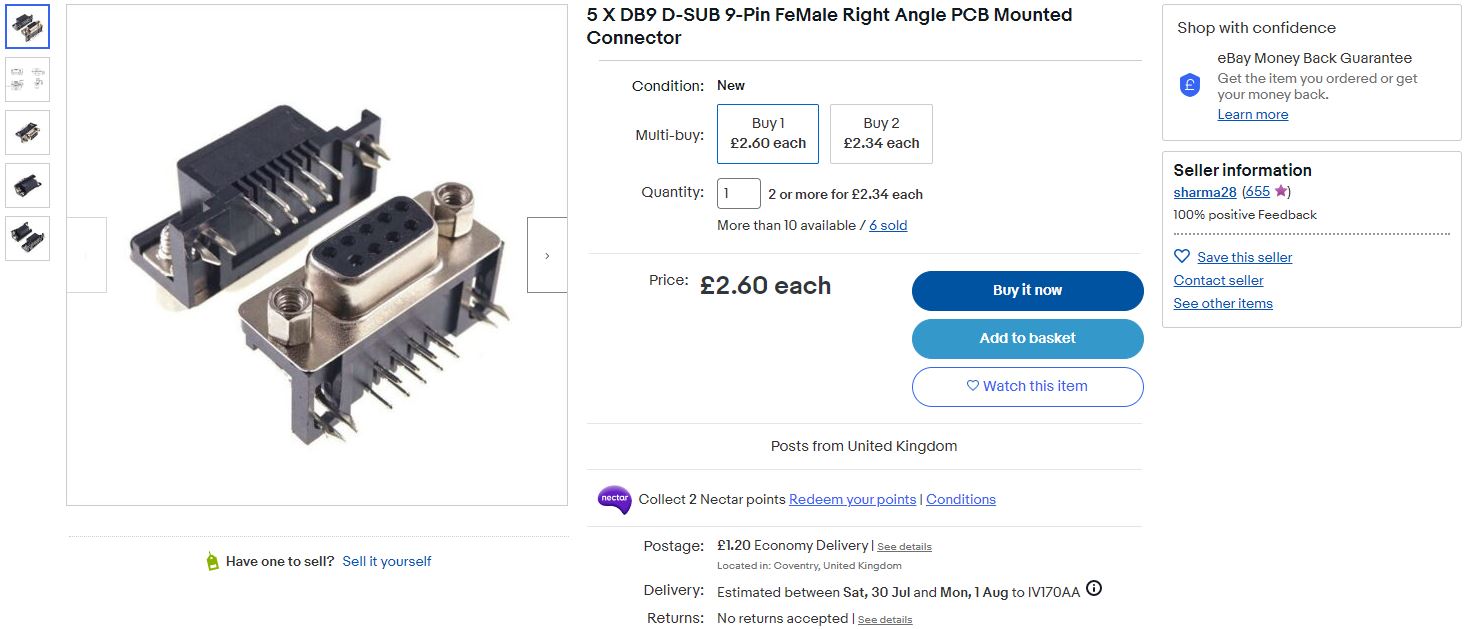 5 X DB9 D-SUB 9-Pin FeMale Right Angle PCB Mounted
Connector
Condition: New
Multi-buy:
Buy 1
£2.60 each
Buy 2
£2.34 each
Quantity: 1 2 or more for £2.34 each
More than 10 available / 6 sold
Price: £2.60 each
Buy it now
Add to basket
Watch this item
Posts from United Kingdom
nectar Collect 2 Nectar points Redeem your points | Conditions
Postage: £1.20 Economy Delivery | See details
Located in: Coventry, United Kingdom
Delivery: Estimated between Sat, 30 Jul and Mon, 1 Aug to IV170AA
Returns: No returns accepted | See details
Have one to sell? Sell it yourself
Shop with confidence
eBay Money Back Guarantee
Get the item you ordered or get
your money back.
Learn more
Seller information
sharma28 (655)
100% positive Feedback
Save this seller
Contact seller
See other items